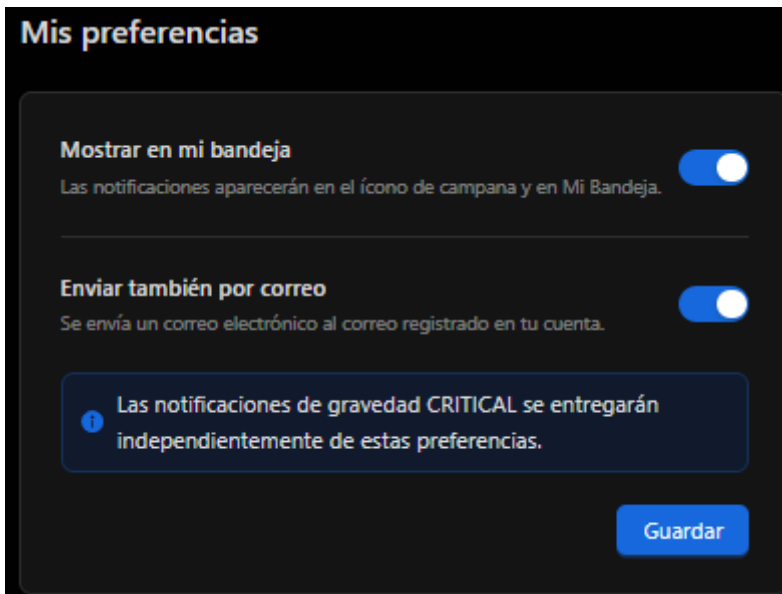 Mis preferencias
Mostrar en mi bandeja
Las notificaciones aparecerán en el ícono de campana y en Mi Bandeja.
Enviar también por correo
Se envía un correo electrónico al correo registrado en tu cuenta.
Las notificaciones de gravedad CRITICAL se entregarán
independientemente de estas preferencias.
Guardar